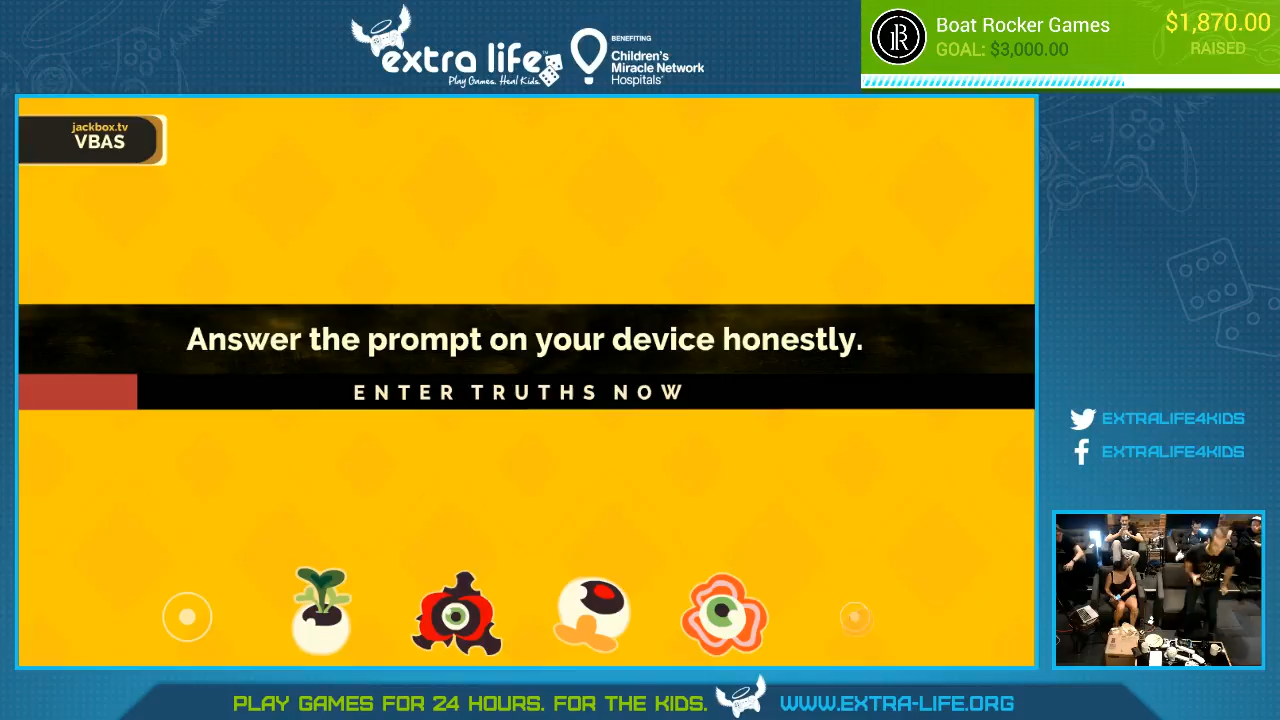 extra life™
Play Games. Heal Kids.
BENEFITING
Children's
Miracle Network
Hospitals®
Boat Rocker Games
GOAL: $3,000.00
$1,870.00
RAISED
jackbox.tv
VBAS
Answer the prompt on your device honestly.
ENTER TRUTHS NOW
EXTRALIFE4KIDS
EXTRALIFE4KIDS
PLAY GAMES FOR 24 HOURS. FOR THE KIDS.
WWW.EXTRA-LIFE.ORG